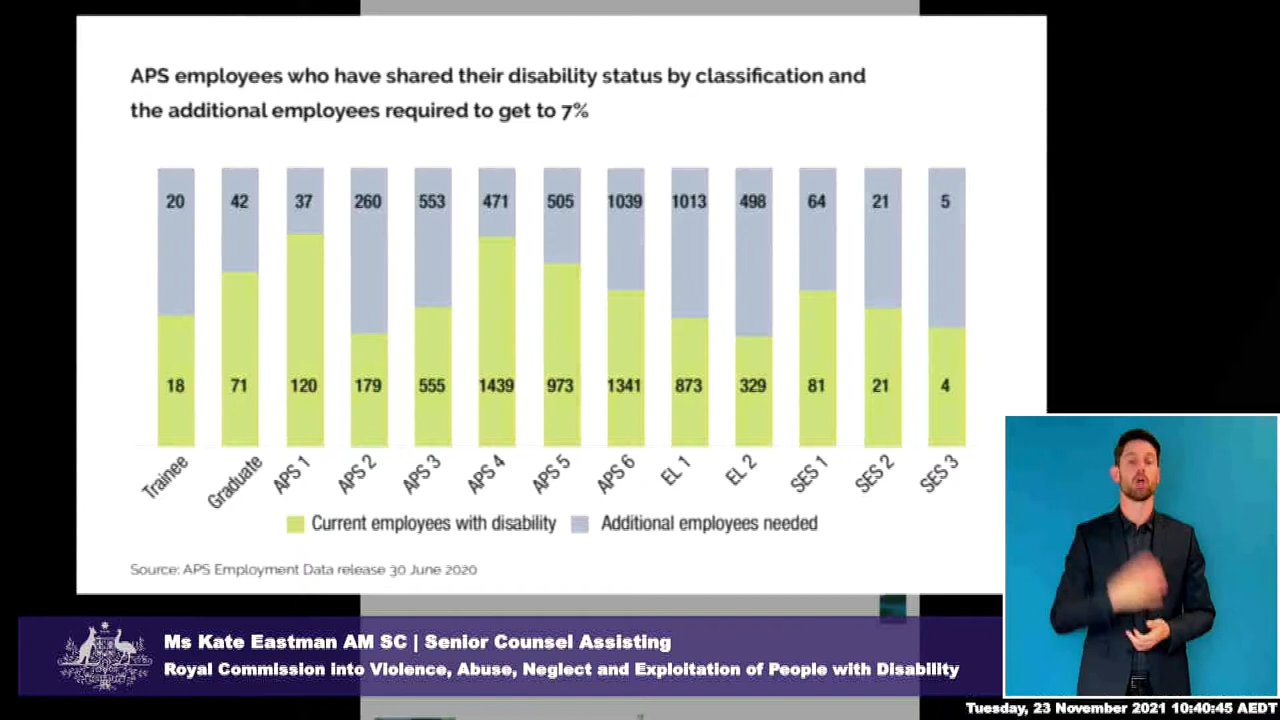 APS employees who have shared their disability status by classification and
the additional employees required to get to 7%
20 42 37 260 553 471 505 1039 1013 498 64 21 5
18 71 120 179 555 1439 973 1341 873 329 81 21 4
Trainee Graduate APS 1 APS 2 APS 3 APS 4 APS 5 APS 6 EL 1 EL 2 SES 1 SES 2 SES 3
Current employees with disability Additional employees needed
Source: APS Employment Data release 30 June 2020
Ms Kate Eastman AM SC | Senior Counsel Assisting
Royal Commission into Violence, Abuse, Neglect and Exploitation of People with Disability
Tuesday, 23 November 2021 10:40:45 AEDT